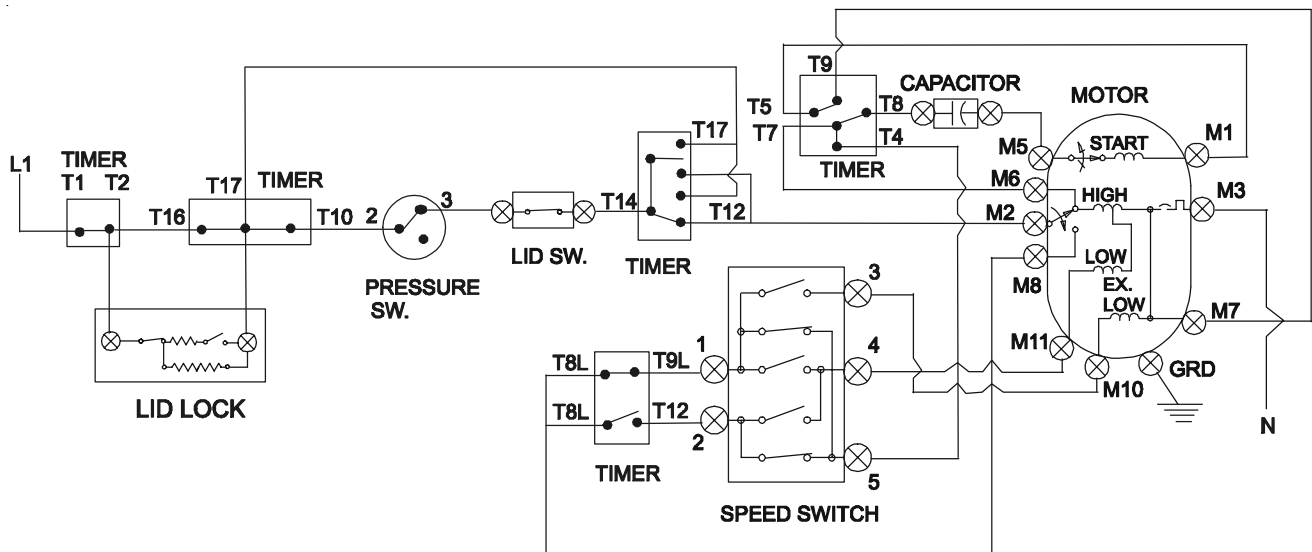 T9
CAPACITOR
MOTOR
T5
T8
T7
T4
TIMER
M5
START
M1
T17
M6
HIGH
M3
L1
TIMER
T1 T2
T17
TIMER
T16
T10
2
3
T14
T12
M2
LID SW.
TIMER
PRESSURE
SW.
M8
LOW
EX.
LOW
M7
3
M11
M10
GRD
N
LID LOCK
T8L
T9L
1
4
T8L
T12
2
5
TIMER
SPEED SWITCH